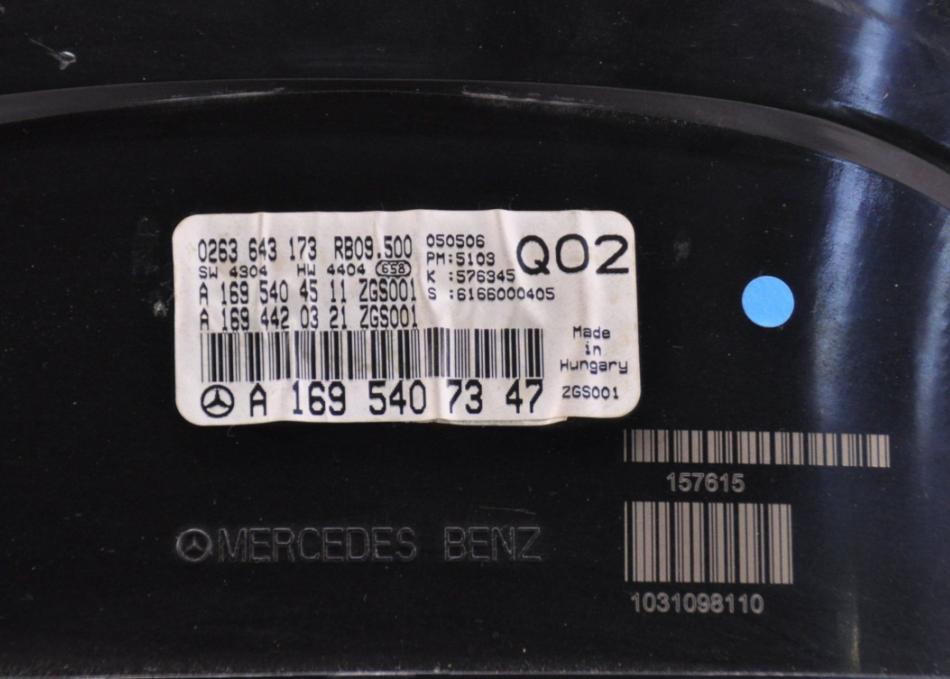 0263 643 173 RB09.500
SW 4304 HW 4404 658
A 169 540 45 11 ZGS001
A 169 442 03 21 ZGS001
050506
PM:5103
K :576345
S :6166000405
Q02
Made
in
Hungary
ZGS001
A 169 540 73 47
157615
MERCEDES BENZ
1031098110